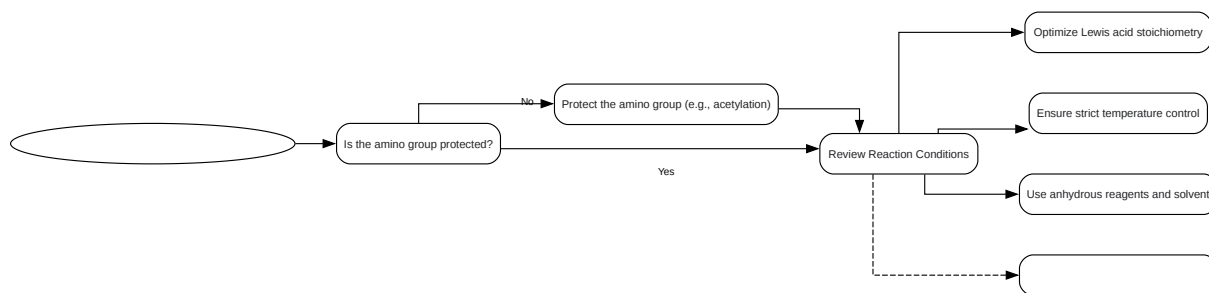 Is the amino group protected?
No
Yes
Protect the amino group (e.g., acetylation)
Review Reaction Conditions
Optimize Lewis acid stoichiometry
Ensure strict temperature control
Use anhydrous reagents and solvent